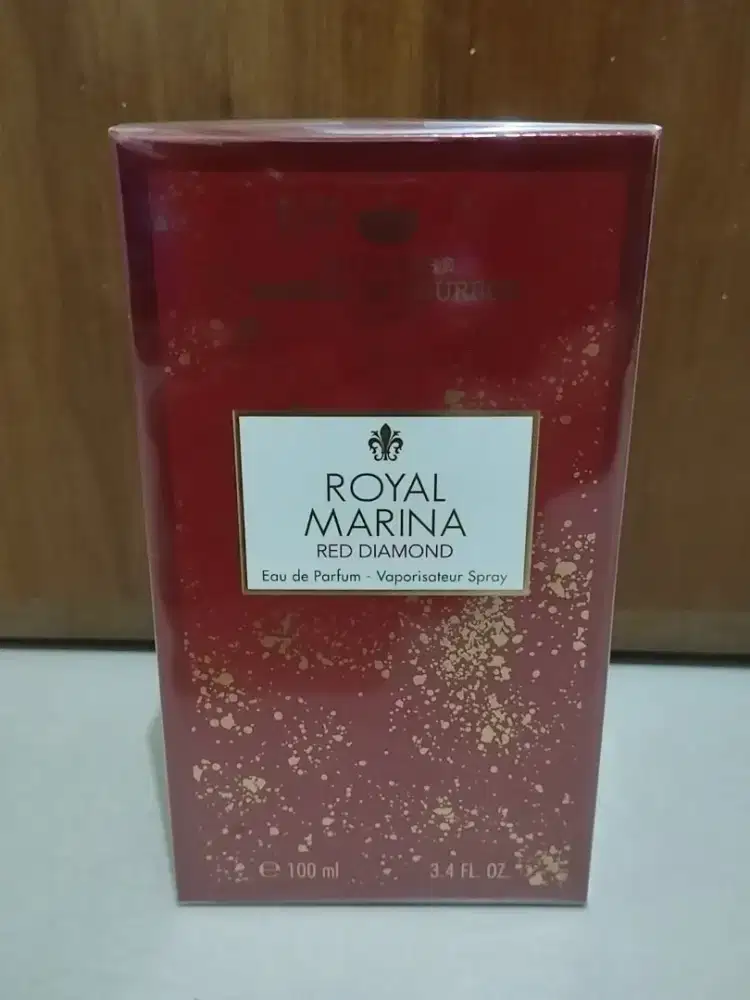 ROYAL
MARINA
RED DIAMOND
Eau de Parfum - Vaporisateur Spray
℮ 100 ml 3.4 FL. OZ.